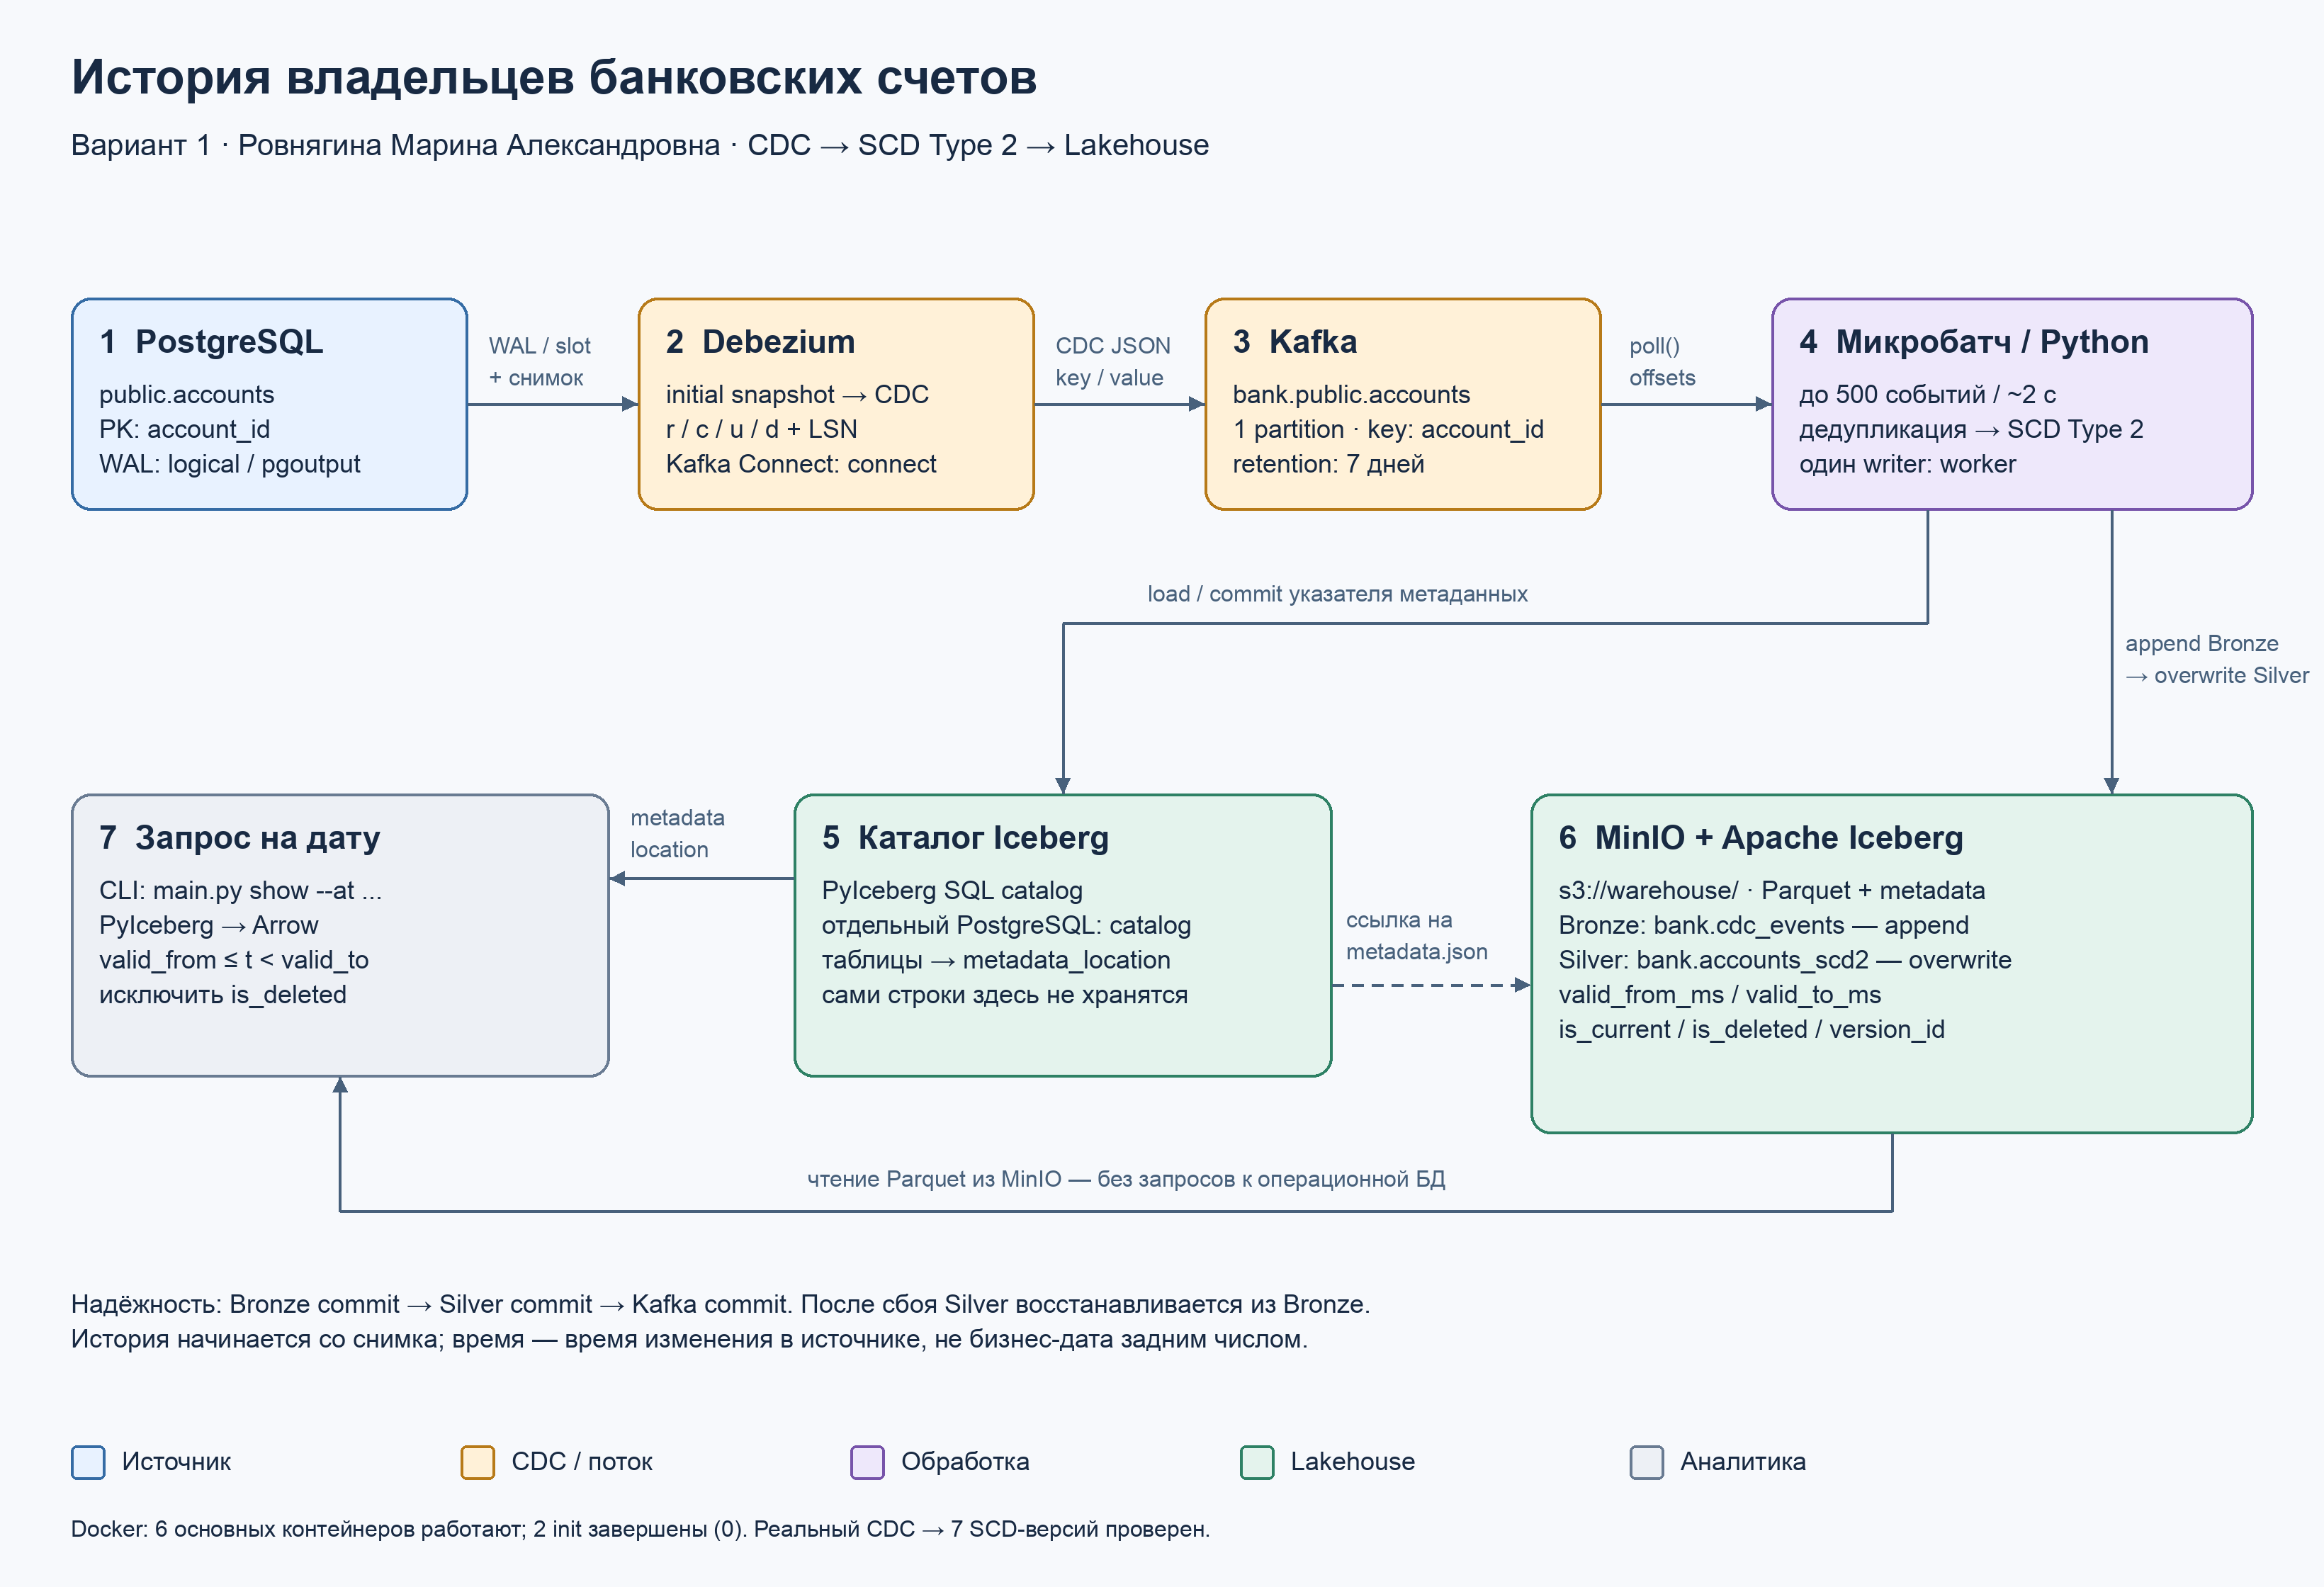 История владельцев банковских счетов
Вариант 1 · Ровнягина Марина Александровна · CDC → SCD Type 2 → Lakehouse
1 PostgreSQL
public.accounts
PK: account_id
WAL: logical / pgoutput
WAL / slot
+ снимок
2 Debezium
initial snapshot → CDC
r / c / u / d + LSN
Kafka Connect: connect
CDC JSON
key / value
3 Kafka
bank.public.accounts
1 partition · key: account_id
retention: 7 дней
poll()
offsets
4 Микробатч / Python
до 500 событий / ~2 с
дедупликация → SCD Type 2
один writer: worker
load / commit указателя метаданных
append Bronze
→ overwrite Silver
7 Запрос на дату
CLI: main.py show --at ...
PyIceberg → Arrow
valid_from ≤ t < valid_to
исключить is_deleted
metadata
location
5 Каталог Iceberg
PyIceberg SQL catalog
отдельный PostgreSQL: catalog
таблицы → metadata_location
сами строки здесь не хранятся
ссылка на
metadata.json
6 MinIO + Apache Iceberg
s3://warehouse/ · Parquet + metadata
Bronze: bank.cdc_events — append
Silver: bank.accounts_scd2 — overwrite
valid_from_ms / valid_to_ms
is_current / is_deleted / version_id
чтение Parquet из MinIO — без запросов к операционной БД
Надёжность: Bronze commit → Silver commit → Kafka commit. После сбоя Silver восстанавливается из Bronze.
История начинается со снимка; время — время изменения в источнике, не бизнес-дата задним числом.
Источник
CDC / поток
Обработка
Lakehouse
Аналитика
Docker: 6 основных контейнеров работают; 2 init завершены (0). Реальный CDC → 7 SCD-версий проверен.